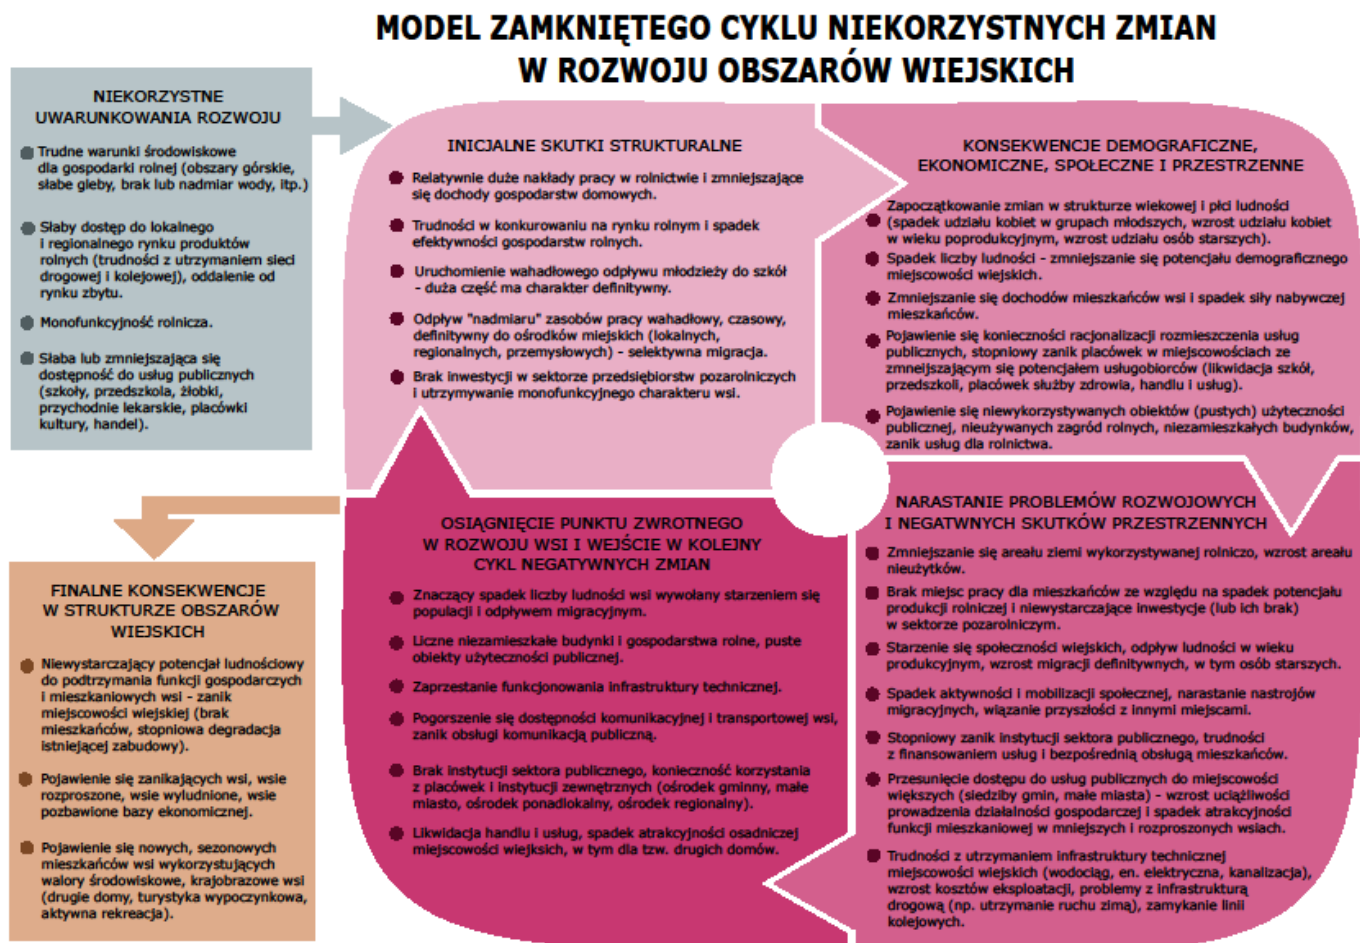 MODEL ZAMKNIĘTEGO CYKLU NIEKORZYSTNYCH ZMIAN
W ROZWOJU OBSZARÓW WIEJSKICH
NIEKORZYSTNE
UWARUNKOWANIA ROZWOJU
Trudne warunki środowiskowe
dla gospodarki rolnej (obszary górskie,
słabe gleby, brak lub nadmiar wody, itp.)
Słaby dostęp do lokalnego
i regionalnego rynku produktów
rolnych (trudności z utrzymaniem sieci
drogowej i kolejowej), oddalenie od
rynku zbytu.
Monofunkcyjność rolnicza.
Słaba lub zmniejszająca się
dostępność do usług publicznych
(szkoły, przedszkola, żłobki,
przychodnie lekarskie, placówki
kultury, handel).
INICJALNE SKUTKI STRUKTURALNE
Relatywnie duże nakłady pracy w rolnictwie i zmniejszające
się dochody gospodarstw domowych.
Trudności w konkurowaniu na rynku rolnym i spadek
efektywności gospodarstw rolnych.
Uruchomienie wahadłowego odpływu młodzieży do szkół
- duża część ma charakter definitywny.
Odpływ "nadmiaru" zasobów pracy wahadłowy, czasowy,
definitywny do ośrodków miejskich (lokalnych,
regionalnych, przemysłowych) - selektywna migracja.
Brak inwestycji w sektorze przedsiębiorstw pozarolniczych
i utrzymywanie monofunkcyjnego charakteru wsi.
KONSEKWENCJE DEMOGRAFICZNE,
EKONOMICZNE, SPOŁECZNE I PRZESTRZENNE
Zapoczątkowanie zmian w strukturze wiekowej i płci ludności
(spadek udziału kobiet w grupach młodszych, wzrost udziału kobiet
w wieku poprodukcyjnym, wzrost udziału osób starszych).
Spadek liczby ludności - zmniejszanie się potencjału demograficznego
miejscowości wiejskich.
Zmniejszanie się dochodów mieszkańców wsi i spadek siły nabywczej
mieszkańców.
Pojawienie się konieczności racjonalizacji rozmieszczenia usług
publicznych, stopniowy zanik placówek w miejscowościach ze
zmneijszającym się potencjałem usługobiorców (likwidacja szkół,
przedszkoli, placówek służby zdrowia, handlu i usług).
Pojawienie się niewykorzystywanych obiektów (pustych) użyteczności
publicznej, nieużywanych zagród rolnych, niezamieszkałych budynków,
zanik usług dla rolnictwa.
NARASTANIE PROBLEMÓW ROZWOJOWYCH
I NEGATWNYCH SKUTKÓW PRZESTRZENNYCH
Zmniejszanie się areału ziemi wykorzystywanej rolniczo, wzrost areału
nieużytków.
Brak miejsc pracy dla mieszkańców ze względu na spadek potencjału
produkcji rolniczej i niewystarczające inwestycje (lub ich brak)
w sektorze pozarolniczym.
Starzenie się społeczności wiejskich, odpływ ludności w wieku
produkcyjnym, wzrost migracji definitywnych, w tym osób starszych.
Spadek aktywności i mobilizacji społecznej, narastanie nastrojów
migracyjnych, wiązanie przyszłości z innymi miejscami.
Stopniowy zanik instytucji sektora publicznego, trudności
z finansowaniem usług i bezpośrednią obsługą mieszkańców.
Przesunięcie dostępu do usług publicznych do miejscowości
większych (siedziby gmin, małe miasta) - wzrost uciążliwości
prowadzenia działalności gospodarczej i spadek atrakcyjności
funkcji mieszkaniowej w mniejszych i rozproszonych wsiach.
Trudności z utrzymaniem infrastruktury technicznej
miejscowości wiejskich (wodociąg, en. elektryczna, kanalizacja),
wzrost kosztów eksploatacji, problemy z infrastrukturą
drogową (np. utrzymanie ruchu zimą), zamykanie linii
kolejowych.
OSIĄGNIĘCIE PUNKTU ZWROTNEGO
W ROZWOJU WSI I WEJŚCIE W KOLEJNY
CYKL NEGATYWNYCH ZMIAN
Znaczący spadek liczby ludności wsi wywołany starzeniem się
populacji i odpływem migracyjnym.
Liczne niezamieszkałe budynki i gospodarstwa rolne, puste
obiekty użyteczności publicznej.
Zaprzestanie funkcjonowania infrastruktury technicznej.
Pogorszenie się dostępności komunikacyjnej i transportowej wsi,
zanik obsługi komunikacją publiczną.
Brak instytucji sektora publicznego, konieczność korzystania
z placówek i instytucji zewnętrznych (ośrodek gminny, małe
miasto, ośrodek ponadlokalny, ośrodek regionalny).
Likwidacja handlu i usług, spadek atrakcyjności osadniczej
miejscowości wiejksich, w tym dla tzw. drugich domów.
FINALNE KONSEKWENCJE
W STRUKTURZE OBSZARÓW
WIEJSKICH
Niewystarczający potencjał ludnościowy
do podtrzymania funkcji gospodarczych
i mieszkaniowych wsi - zanik
miejscowości wiejskiej (brak
mieszkańców, stopniowa degradacja
istniejącej zabudowy).
Pojawienie się zanikających wsi, wsie
rozproszone, wsie wyludnione, wsie
pozbawione bazy ekonomicznej.
Pojawienie się nowych, sezonowych
mieszkańców wsi wykorzystujących
walory środowiskowe, krajobrazowe wsi
(drugie domy, turystyka wypoczynkowa,
aktywna rekreacja).